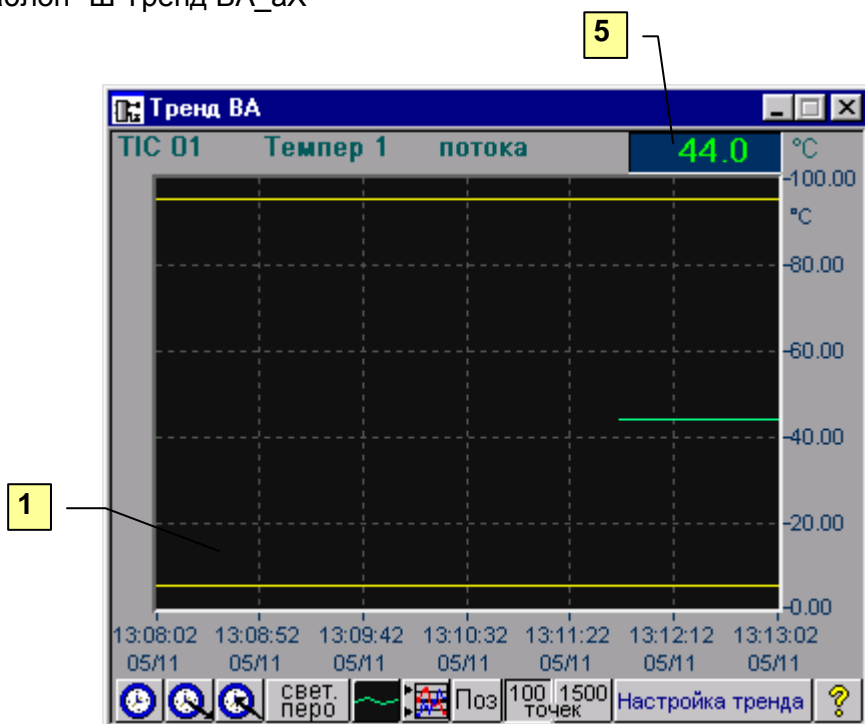 блон "Ш Тренд ВА_аХ"
5
Тренд ВА
TIC 01 Темпер 1 потока 44.0 °C
100.00
°C
80.00
60.00
40.00
1
20.00
0.00
13:08:02 13:08:52 13:09:42 13:10:32 13:11:22 13:12:12 13:13:02
05/11 05/11 05/11 05/11 05/11 05/11 05/11
свет. перо Поз 100 1500 точек Настройка тренда ?